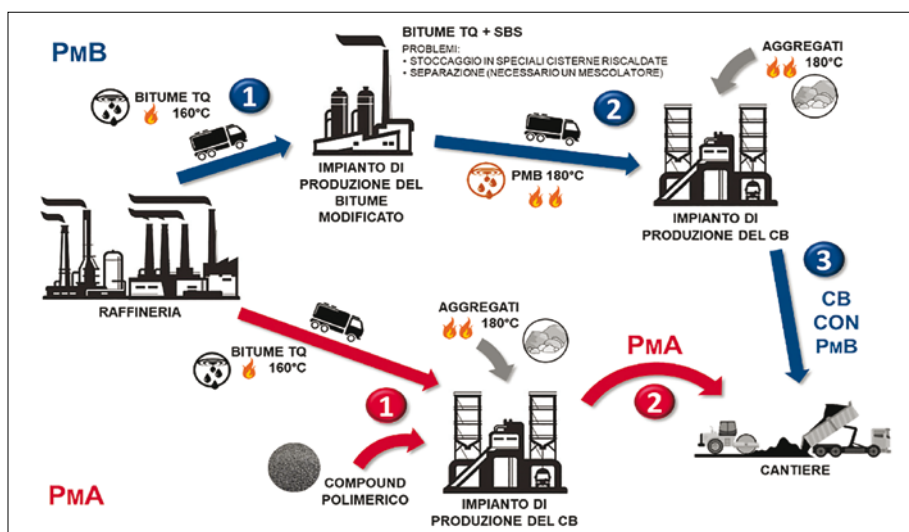 PMB
BITUME TQ
160°C
1
BITUME TQ + SBS
PROBLEMI:
• STOCCAGGIO IN SPECIALI CISTERNE RISCALDATE
• SEPARAZIONE (NECESSARIO UN MESCOLATORE)
IMPIANTO DI
PRODUZIONE DEL
BITUME
MODIFICATO
2
PMB 180°C
AGGREGATI
180°C
IMPIANTO DI
PRODUZIONE DEL CB
3
CB
CON
PMB
RAFFINERIA
BITUME TQ
160°C
1
AGGREGATI
180°C
COMPOUND
POLIMERICO
IMPIANTO DI
PRODUZIONE DEL CB
PMA
2
CANTIERE
PMA